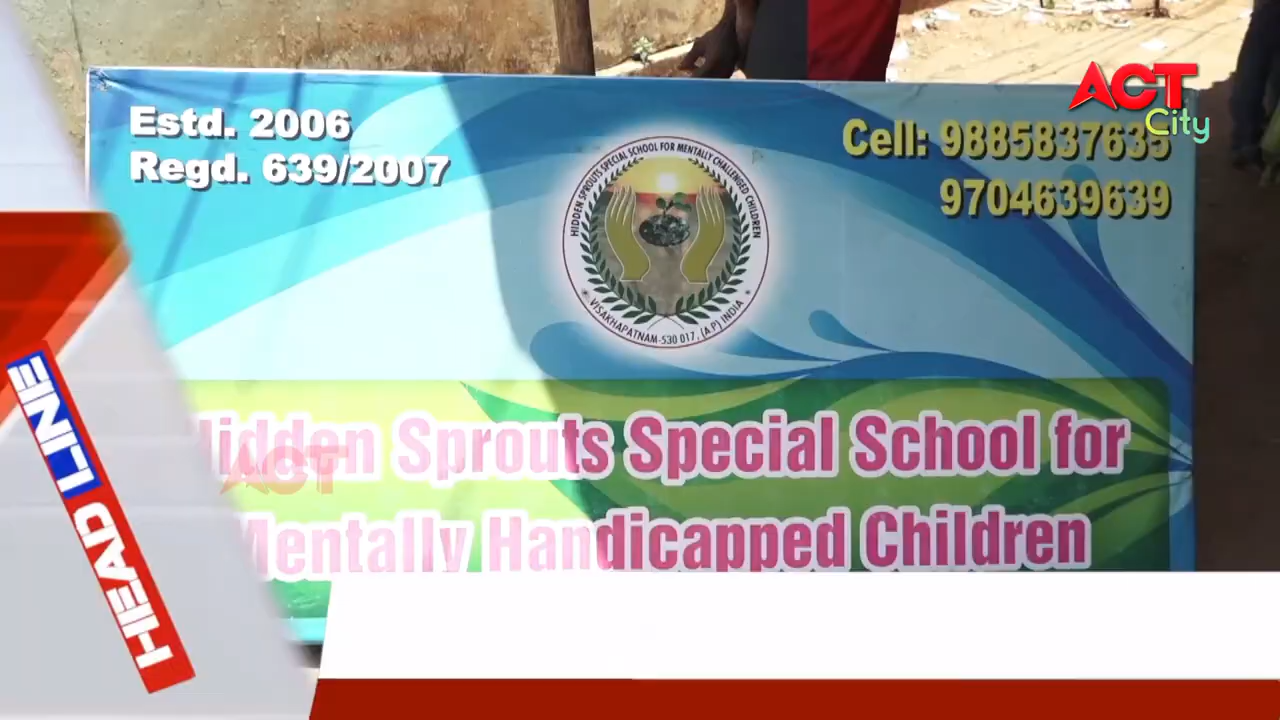 Estd. 2006
Regd. 639/2007
HIDDEN SPROUTS SPECIAL SCHOOL FOR MENTALLY CHALLENGED CHILDREN
VISAKHAPATNAM-530 017, (A.P) INDIA
Cell: 9885837635
9704639639
ACT
City
Hidden Sprouts Special School for
Mentally Handicapped Children
ACT
HEAD LINE